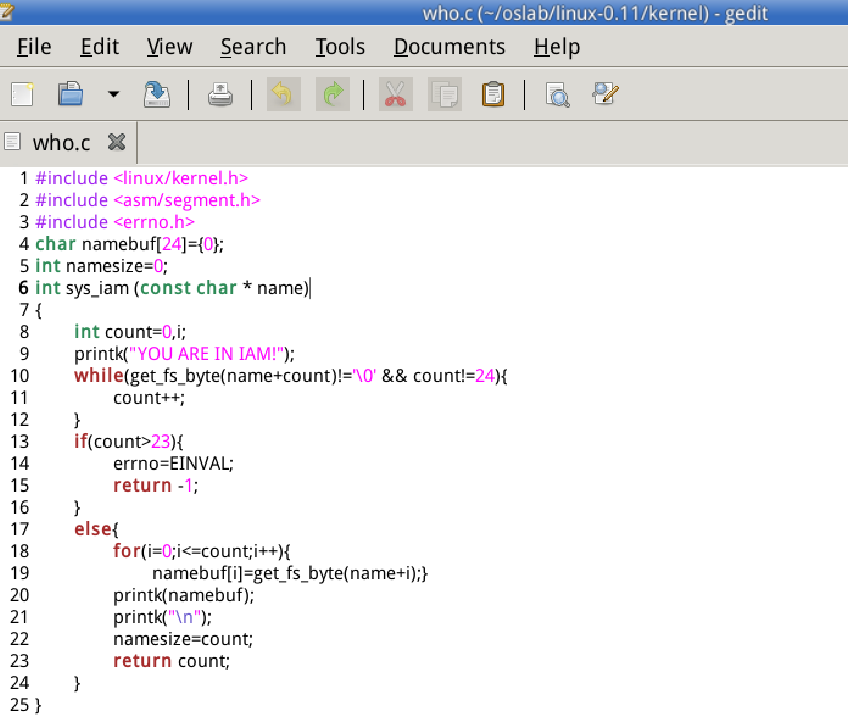 who.c (~/oslab/linux-0.11/kernel) - gedit
File Edit View Search Tools Documents Help
who.c
1 #include <linux/kernel.h>
2 #include <asm/segment.h>
3 #include <errno.h>
4 char namebuf[24]={0};
5 int namesize=0;
6 int sys_iam (const char * name)
7 {
8 int count=0,i;
9 printk("YOU ARE IN IAM!");
10 while(get_fs_byte(name+count)!='\0' && count!=24){
11 count++;
12 }
13 if(count>23){
14 errno=EINVAL;
15 return -1;
16 }
17 else{
18 for(i=0;i<=count;i++){
19 namebuf[i]=get_fs_byte(name+i);}
20 printk(namebuf);
21 printk("\n");
22 namesize=count;
23 return count;
24 }
25 }